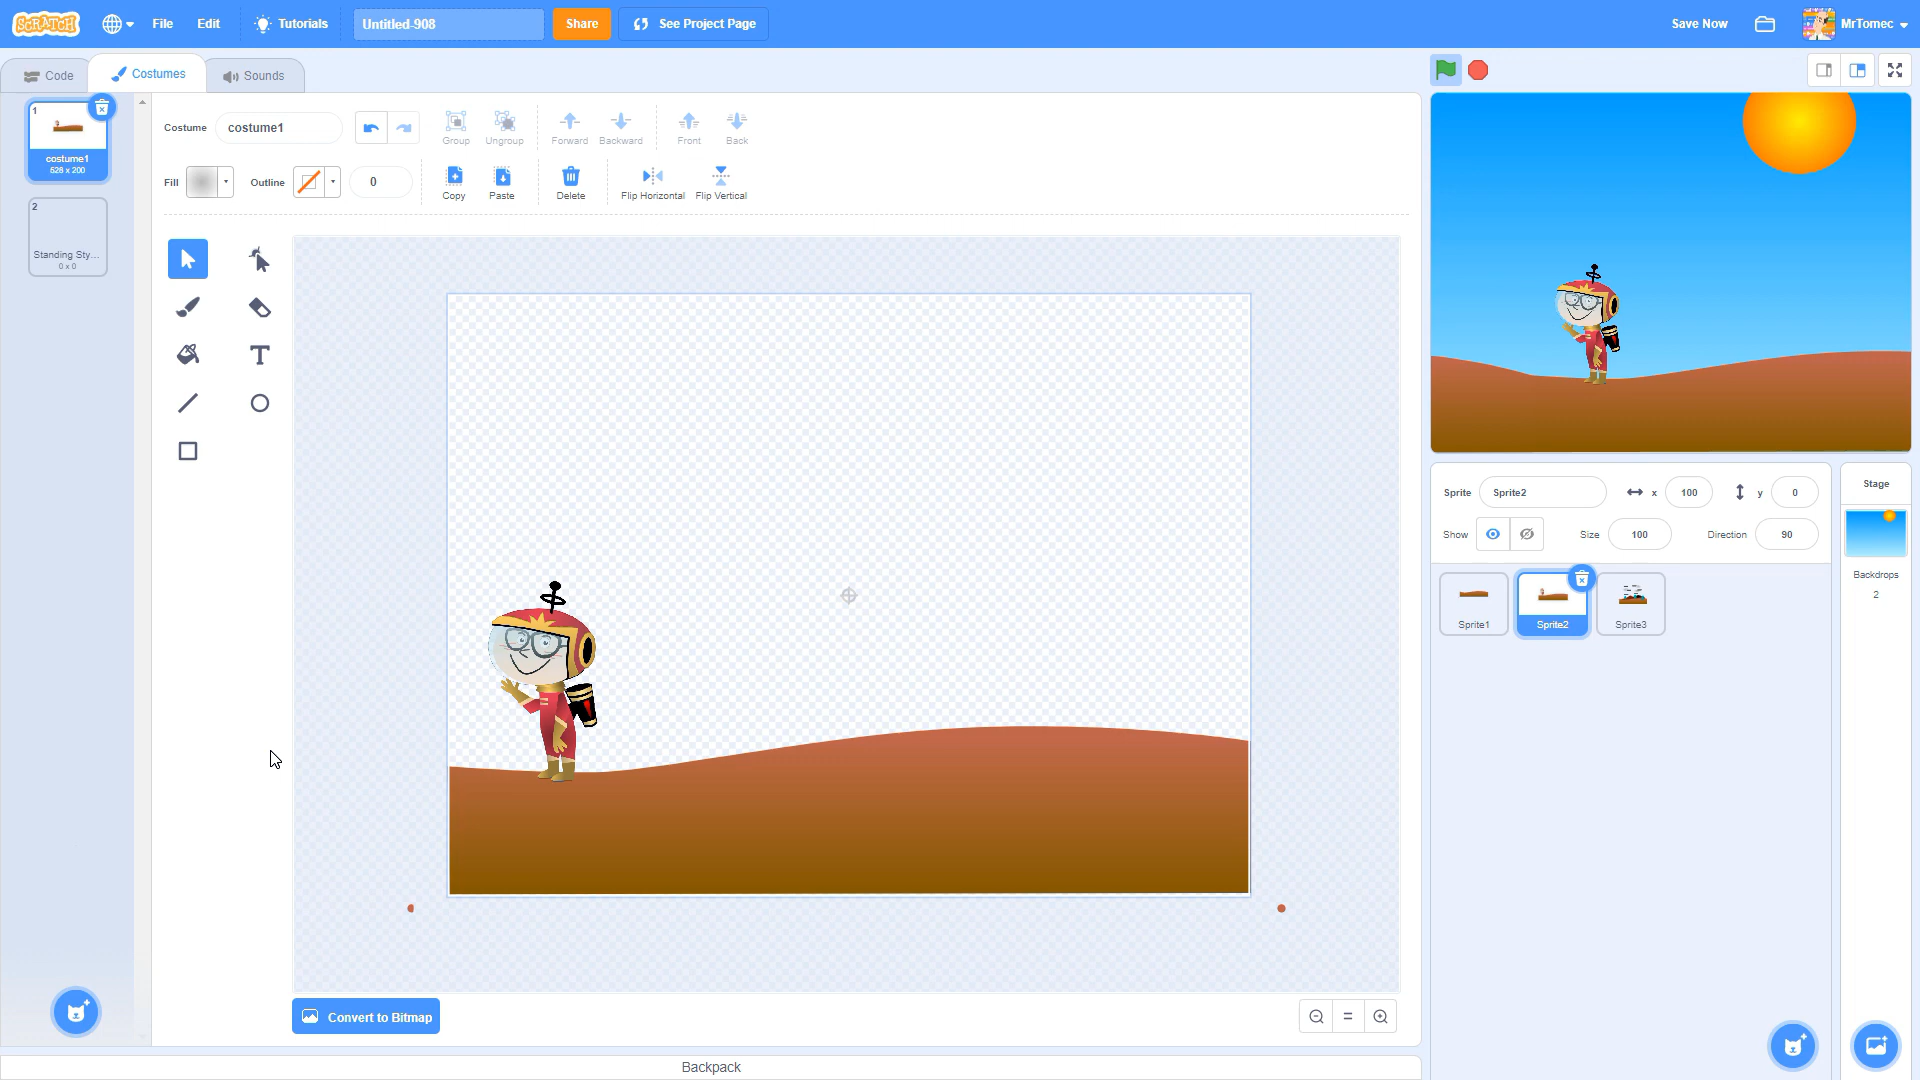 SCRATCH
File
Edit
Tutorials
Untitled-908
Share
See Project Page
Save Now
MrTomec
Code
Costumes
Sounds
1
costume1
528 x 200
2
Standing Sty...
0 x 0
Costume
costume1
Group
Ungroup
Forward
Backward
Front
Back
Fill
Outline
0
Copy
Paste
Delete
Flip Horizontal
Flip Vertical
Convert to Bitmap
Backpack
Sprite
Sprite2
x
100
y
0
Show
Size
100
Direction
90
Sprite1
Sprite2
Sprite3
Stage
Backdrops
2